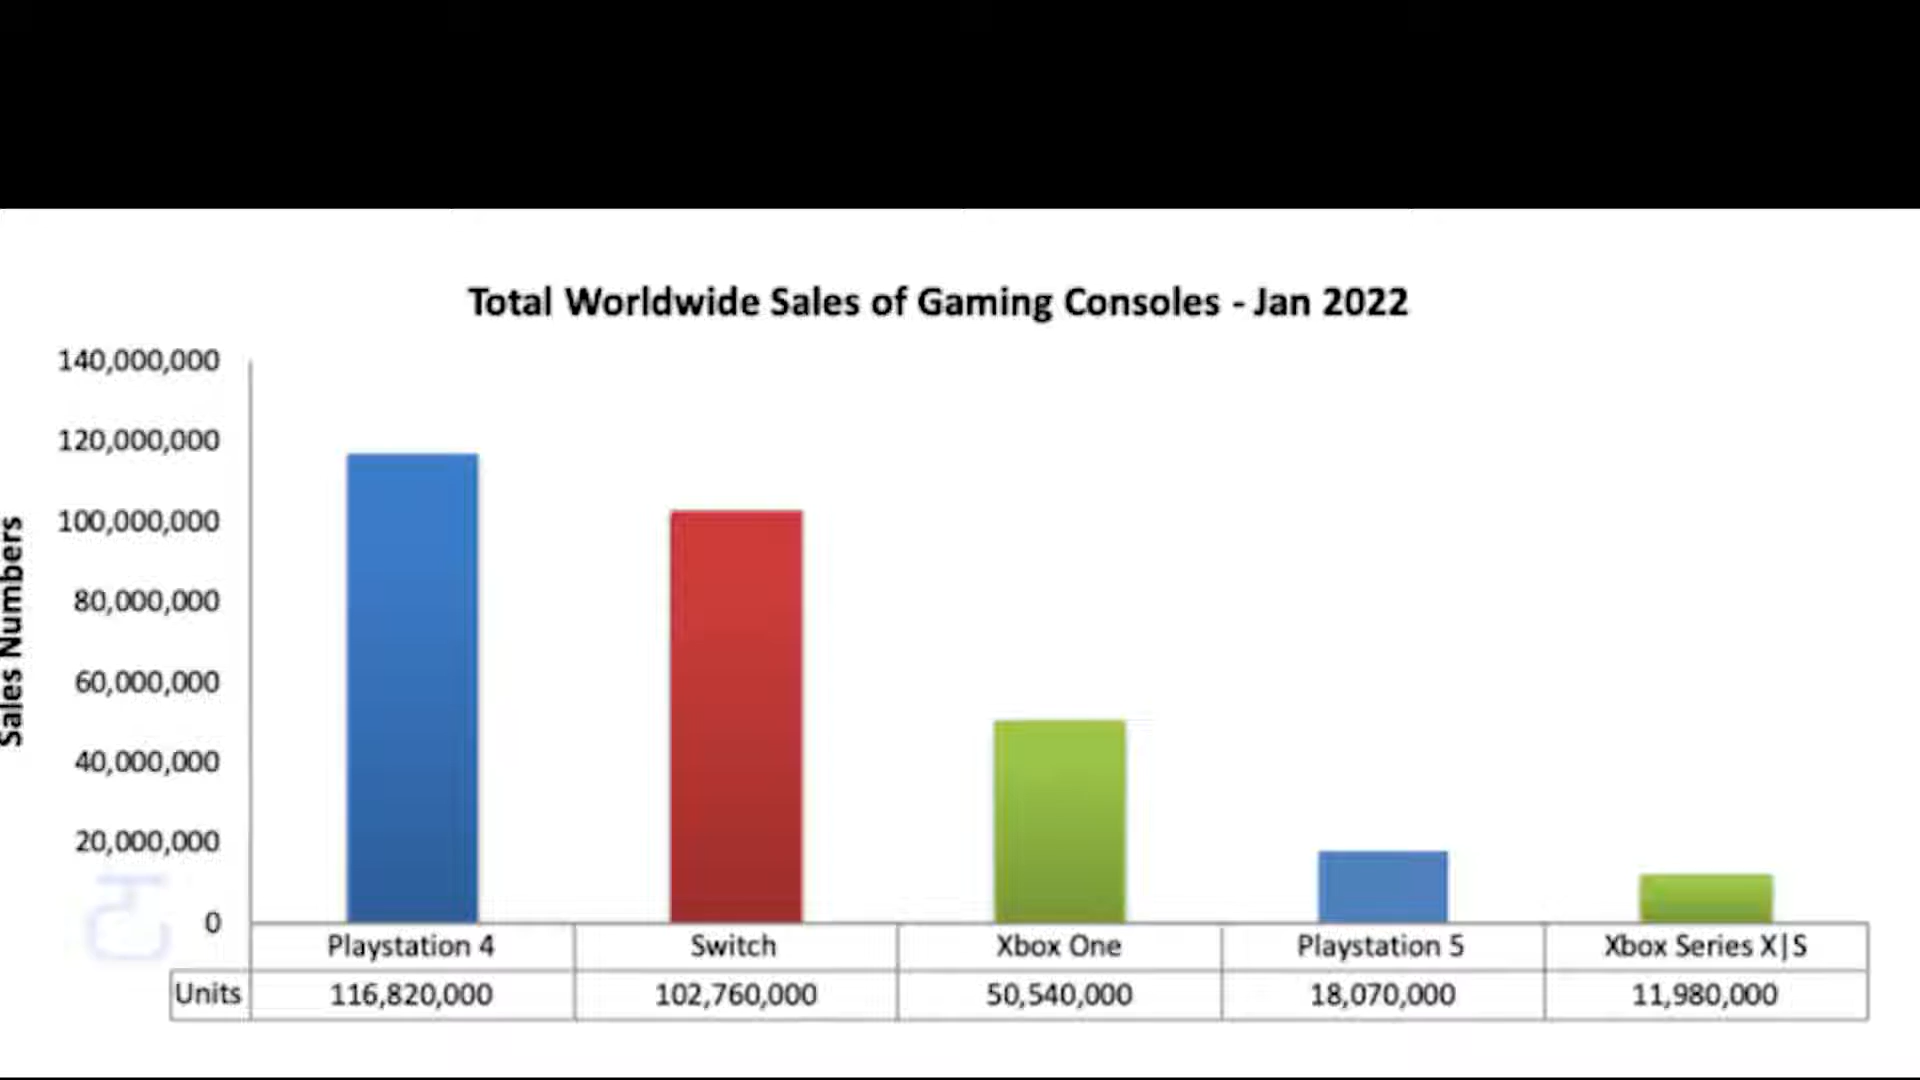 Total Worldwide Sales of Gaming Consoles - Jan 2022
140,000,000
120,000,000
100,000,000
80,000,000
60,000,000
40,000,000
20,000,000
0
Sales Numbers
Playstation 4 Switch Xbox One Playstation 5 Xbox Series X|S
Units 116,820,000 102,760,000 50,540,000 18,070,000 11,980,000